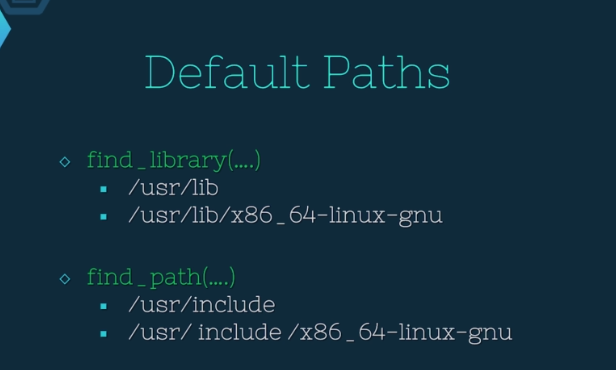 Default Paths
find_library(....)
/usr/lib
/usr/lib/x86_64-linux-gnu
find_path(....)
/usr/include
/usr/ include /x86_64-linux-gnu